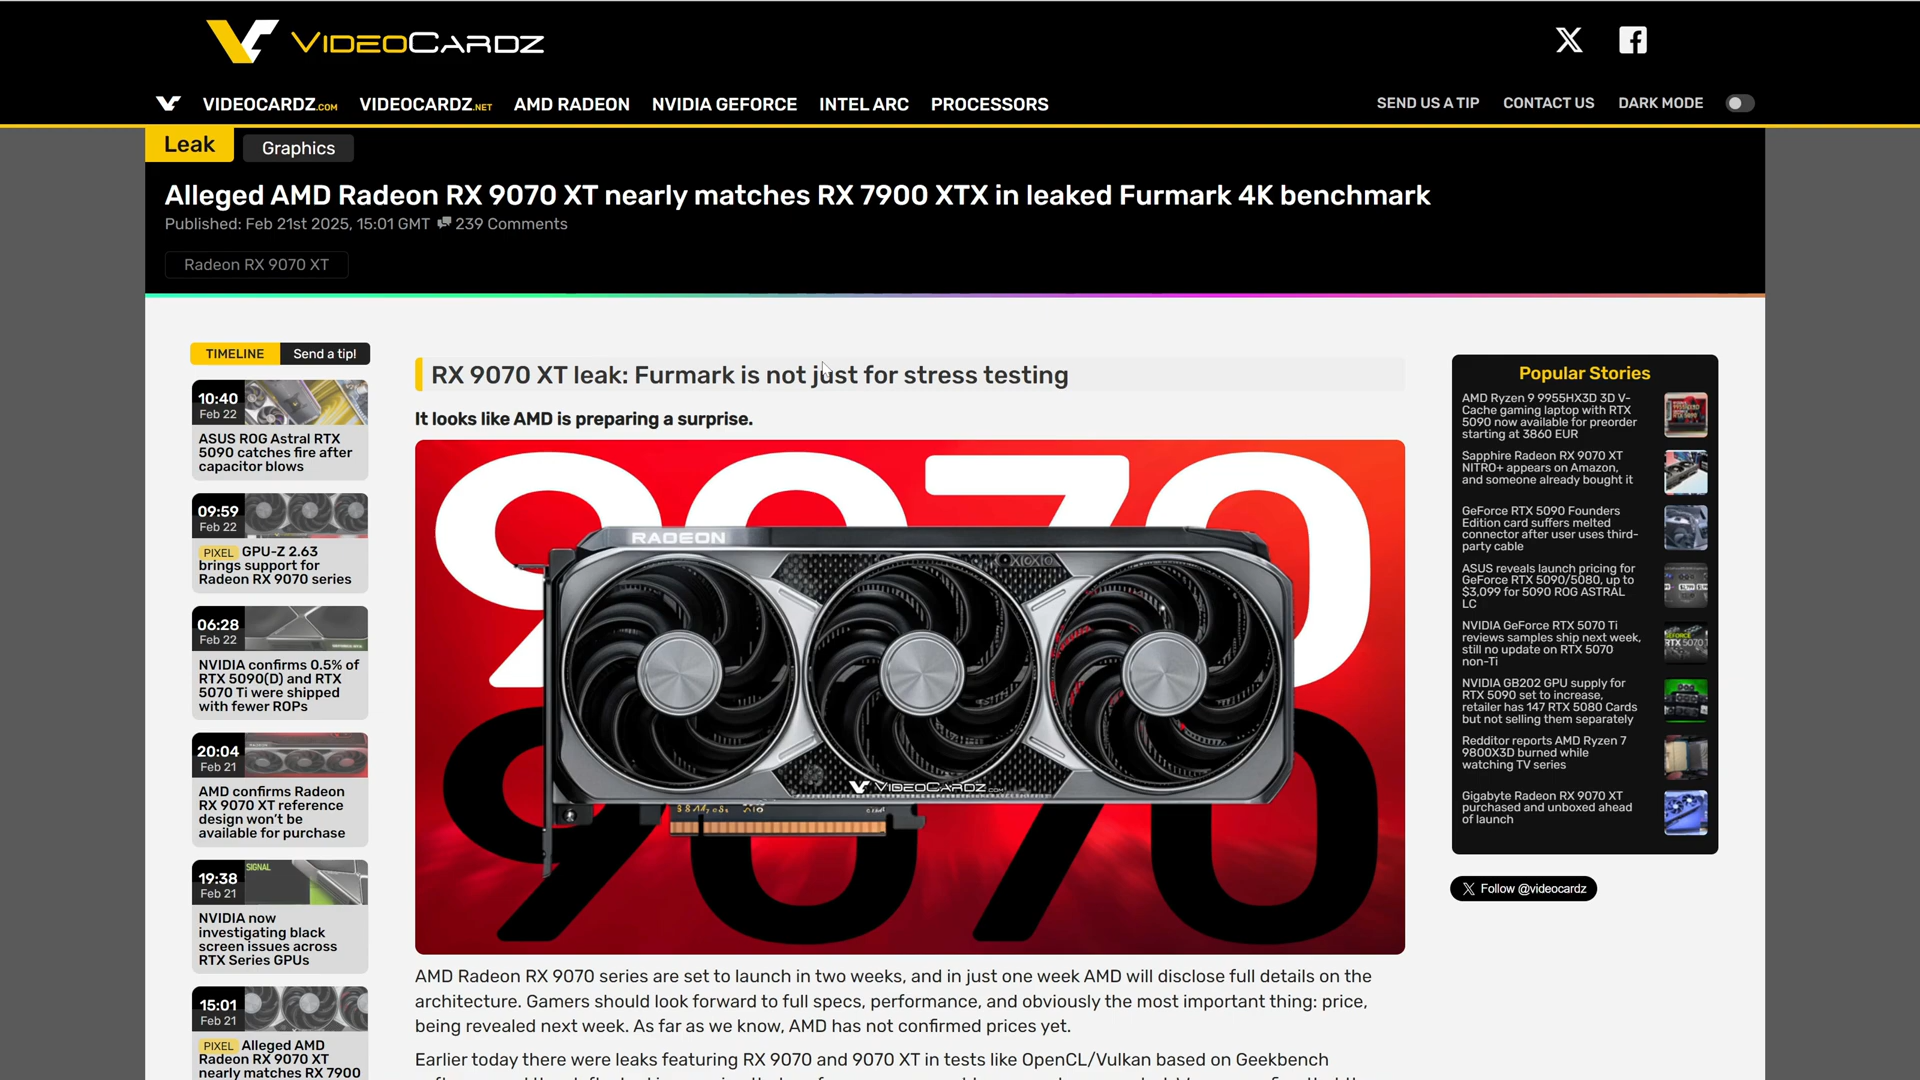 VIDEOCARDZ
VIDEOCARDZ.COM VIDEOCARDZ.NET AMD RADEON NVIDIA GEFORCE INTEL ARC PROCESSORS
SEND US A TIP CONTACT US DARK MODE
Leak Graphics
Alleged AMD Radeon RX 9070 XT nearly matches RX 7900 XTX in leaked Furmark 4K benchmark
Published: Feb 21st 2025, 15:01 GMT 239 Comments
Radeon RX 9070 XT
TIMELINE Send a tip!
10:40
Feb 22
ASUS ROG Astral RTX
5090 catches fire after
capacitor blows
09:59
Feb 22
PIXEL GPU-Z 2.63
brings support for
Radeon RX 9070 series
06:28
Feb 22
NVIDIA confirms 0.5% of
RTX 5090(D) and RTX
5070 Ti were shipped
with fewer ROPs
20:04
Feb 21
AMD confirms Radeon
RX 9070 XT reference
design won't be
available for purchase
19:38
Feb 21
SIGNAL
NVIDIA now
investigating black
screen issues across
RTX Series GPUs
15:01
Feb 21
PIXEL Alleged AMD
Radeon RX 9070 XT
nearly matches RX 7900
RX 9070 XT leak: Furmark is not just for stress testing
It looks like AMD is preparing a surprise.
9070
RADEON
VIDEOCARDZ.COM
9070
AMD Radeon RX 9070 series are set to launch in two weeks, and in just one week AMD will disclose full details on the
architecture. Gamers should look forward to full specs, performance, and obviously the most important thing: price,
being revealed next week. As far as we know, AMD has not confirmed prices yet.
Earlier today there were leaks featuring RX 9070 and 9070 XT in tests like OpenCL/Vulkan based on Geekbench
Popular Stories
AMD Ryzen 9 9955HX3D 3D V-
Cache gaming laptop with RTX
5090 now available for preorder
starting at 3860 EUR
Sapphire Radeon RX 9070 XT
NITRO+ appears on Amazon,
and someone already bought it
GeForce RTX 5090 Founders
Edition card suffers melted
connector after user uses third-
party cable
ASUS reveals launch pricing for
GeForce RTX 5090/5080, up to
$3,099 for 5090 ROG ASTRAL
LC
NVIDIA GeForce RTX 5070 Ti
reviews samples ship next week,
still no update on RTX 5070
non-Ti
NVIDIA GB202 GPU supply for
RTX 5090 set to increase,
retailer has 147 RTX 5080 Cards
but not selling them separately
Redditor reports AMD Ryzen 7
9800X3D burned while
watching TV series
Gigabyte Radeon RX 9070 XT
purchased and unboxed ahead
of launch
Follow @videocardz